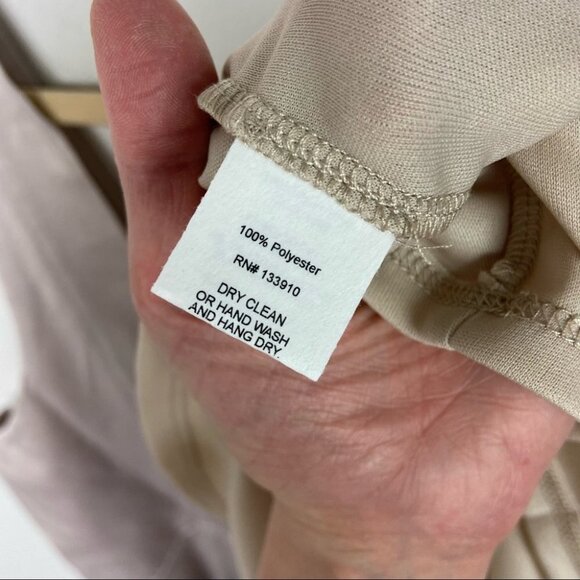 100% Polyester
RN# 133910
DRY CLEAN
OR HAND WASH
AND HANG DRY.